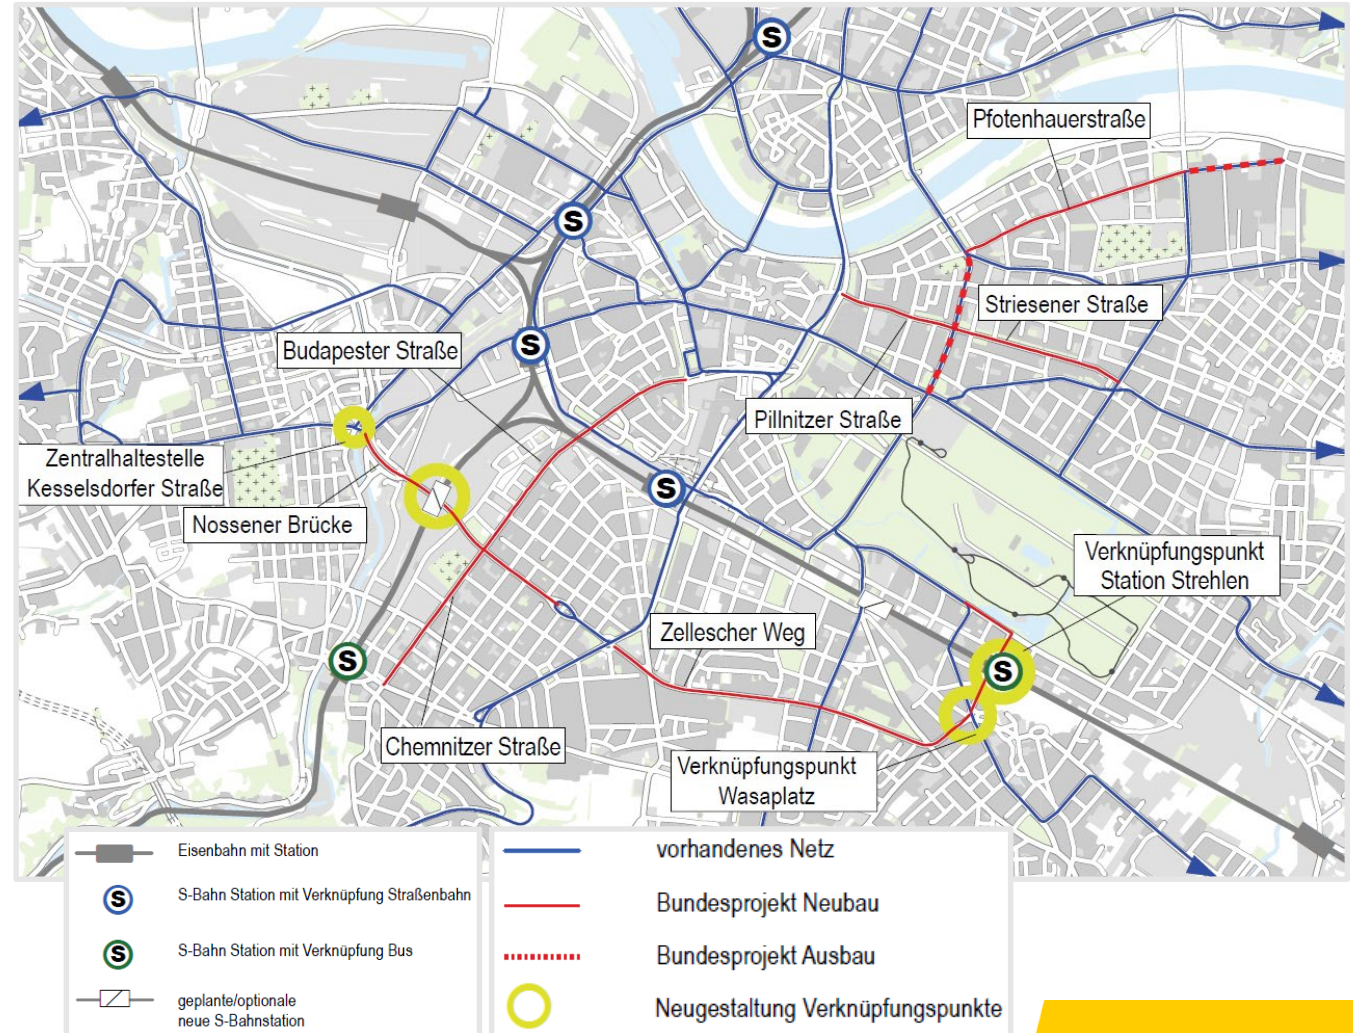 S
Pfotenhauerstraße
S
Striesener Straße
Budapester Straße
S
Pillnitzer Straße
Zentralhaltestelle
Kesselsdorfer Straße
S
Nossener Brücke
Verknüpfungspunkt
Station Strehlen
Zellescher Weg
S
S
Chemnitzer Straße
Verknüpfungspunkt
Wasaplatz
Eisenbahn mit Station
S
S-Bahn Station mit Verknüpfung Straßenbahn
S
S-Bahn Station mit Verknüpfung Bus
geplante/optionale
neue S-Bahnstation
vorhandenes Netz
Bundesprojekt Neubau
Bundesprojekt Ausbau
Neugestaltung Verknüpfungspunkte